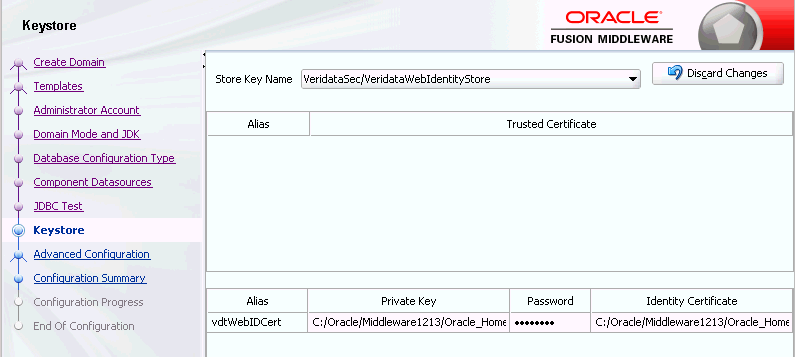 Keystore
ORACLE
FUSION MIDDLEWARE
Create Domain
Templates
Administrator Account
Domain Mode and JDK
Database Configuration Type
Component Datasources
JDBC Test
Keystore
Advanced Configuration
Configuration Summary
Configuration Progress
End Of Configuration
Store Key Name VeridataSec/VeridataWebIdentityStore Discard Changes
Alias Trusted Certificate
Alias Private Key Password Identity Certificate
vdtWebIDCert C:/Oracle/Middleware1213/Oracle_Home •••••••• C:/Oracle/Middleware1213/Oracle_Home